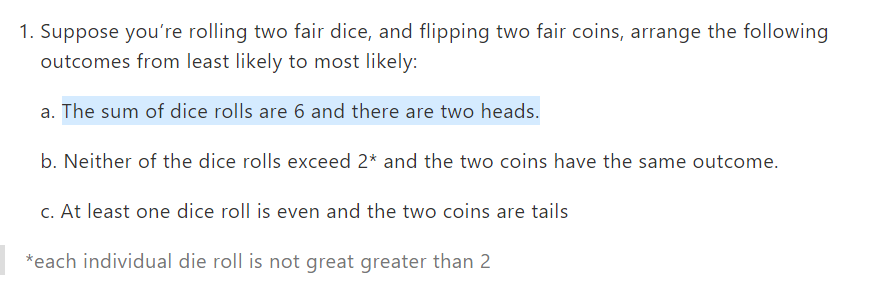 1. Suppose you're rolling two fair dice, and flipping two fair coins, arrange the following
outcomes from least likely to most likely:
a. The sum of dice rolls are 6 and there are two heads.
b. Neither of the dice rolls exceed 2* and the two coins have the same outcome.
c. At least one dice roll is even and the two coins are tails
*each individual die roll is not great greater than 2